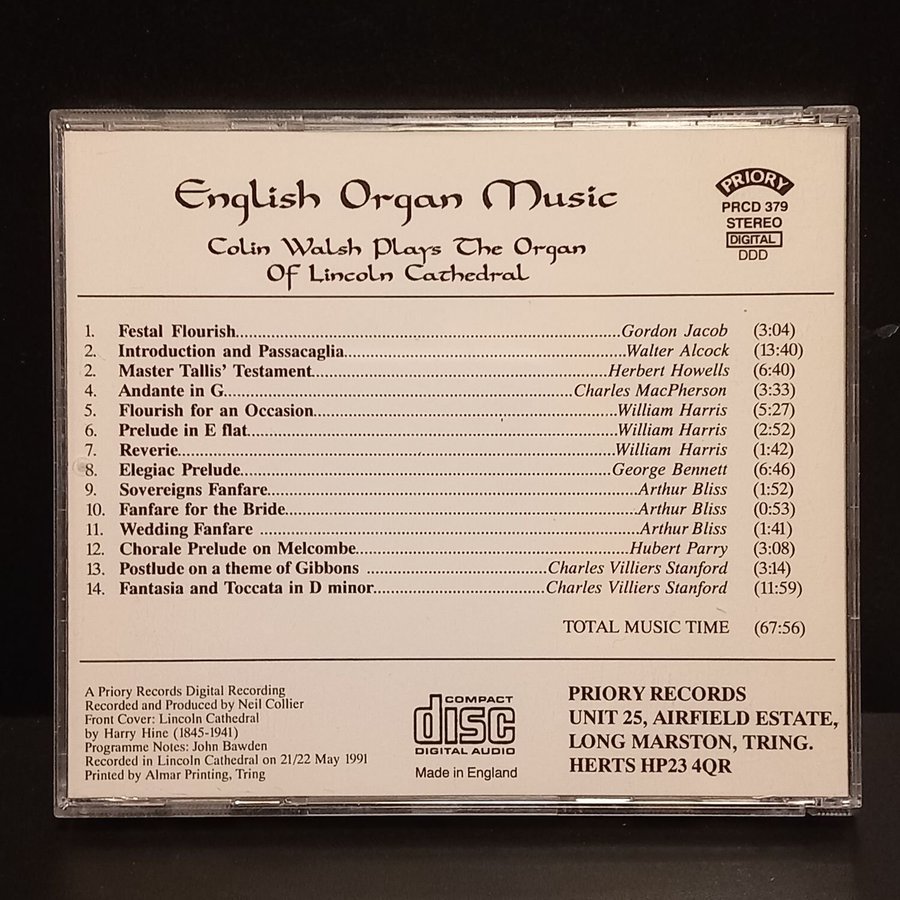 English Organ Music
Colin Walsh Plays The Organ
Of Lincoln Cathedral
PRIORY
PRCD 379
STEREO
DIGITAL
DDD
1. Festal Flourish Gordon Jacob (3:04)
2. Introduction and Passacaglia Walter Alcock (13:40)
2. Master Tallis' Testament Herbert Howells (6:40)
4. Andante in G Charles MacPherson (3:33)
5. Flourish for an Occasion William Harris (5:27)
6. Prelude in E flat William Harris (2:52)
7. Reverie William Harris (1:42)
8. Elegiac Prelude George Bennett (6:46)
9. Sovereigns Fanfare Arthur Bliss (1:52)
10. Fanfare for the Bride Arthur Bliss (0:53)
11. Wedding Fanfare Arthur Bliss (1:41)
12. Chorale Prelude on Melcombe Hubert Parry (3:08)
13. Postlude on a theme of Gibbons Charles Villiers Stanford (3:14)
14. Fantasia and Toccata in D minor Charles Villiers Stanford (11:59)
TOTAL MUSIC TIME (67:56)
A Priory Records Digital Recording
Recorded and Produced by Neil Collier
Front Cover: Lincoln Cathedral
by Harry Hine (1845-1941)
Programme Notes: John Bawden
Recorded in Lincoln Cathedral on 21/22 May 1991
Printed by Almar Printing, Tring
COMPACT
disc
DIGITAL AUDIO
Made in England
PRIORY RECORDS
UNIT 25, AIRFIELD ESTATE,
LONG MARSTON, TRING.
HERTS HP23 4QR